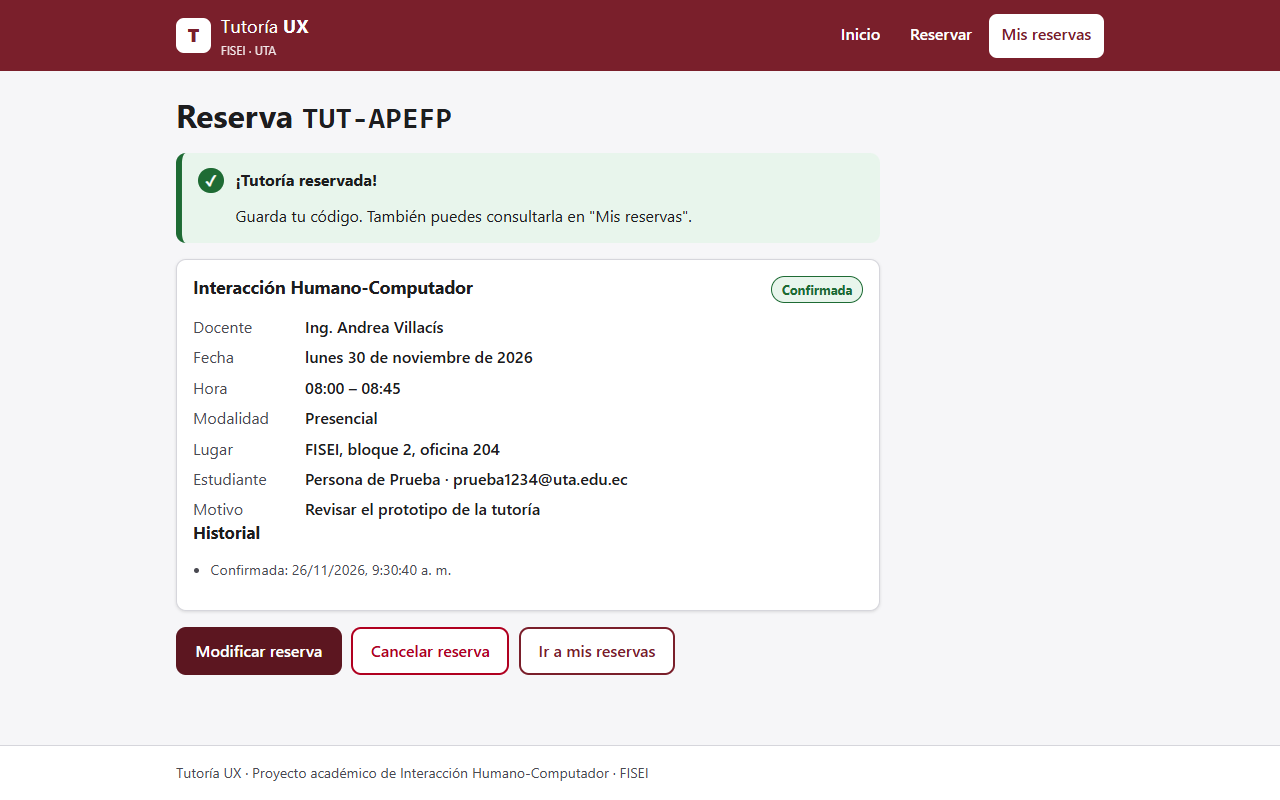 T
Tutoría UX
FISEI · UTA
Inicio
Reservar
Mis reservas
Reserva TUT-APEFP
¡Tutoría reservada!
Guarda tu código. También puedes consultarla en "Mis reservas".
Interacción Humano-Computador
Confirmada
Docente Ing. Andrea Villacís
Fecha lunes 30 de noviembre de 2026
Hora 08:00 – 08:45
Modalidad Presencial
Lugar FISEI, bloque 2, oficina 204
Estudiante Persona de Prueba · prueba1234@uta.edu.ec
Motivo Revisar el prototipo de la tutoría
Historial
• Confirmada: 26/11/2026, 9:30:40 a. m.
Modificar reserva
Cancelar reserva
Ir a mis reservas
Tutoría UX · Proyecto académico de Interacción Humano-Computador · FISEI